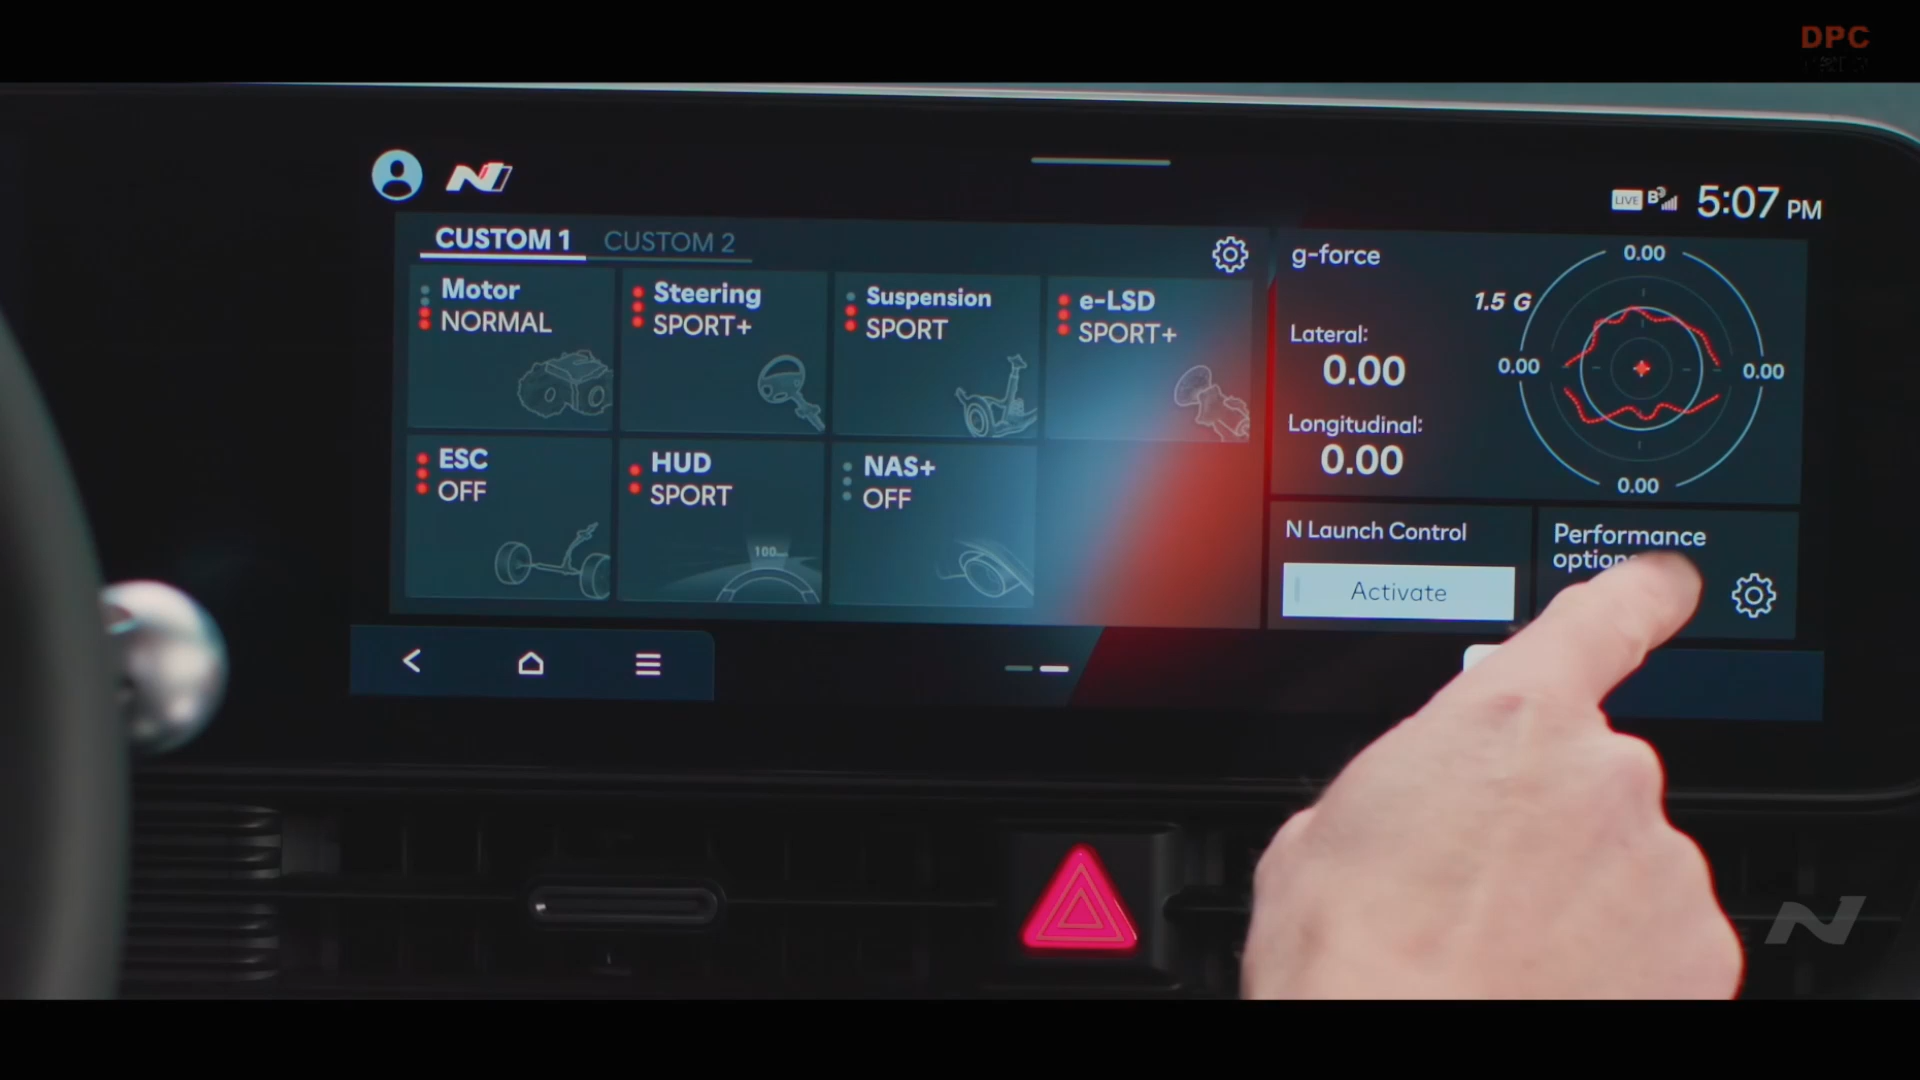 DPC
LIVE
5:07 PM
CUSTOM 1
CUSTOM 2
Motor
NORMAL
Steering
SPORT+
Suspension
SPORT
e-LSD
SPORT+
ESC
OFF
HUD
SPORT
100
NAS+
OFF
g-force
1.5 G
Lateral:
0.00
Longitudinal:
0.00
0.00
0.00
0.00
0.00
N Launch Control
Activate
Performance
N